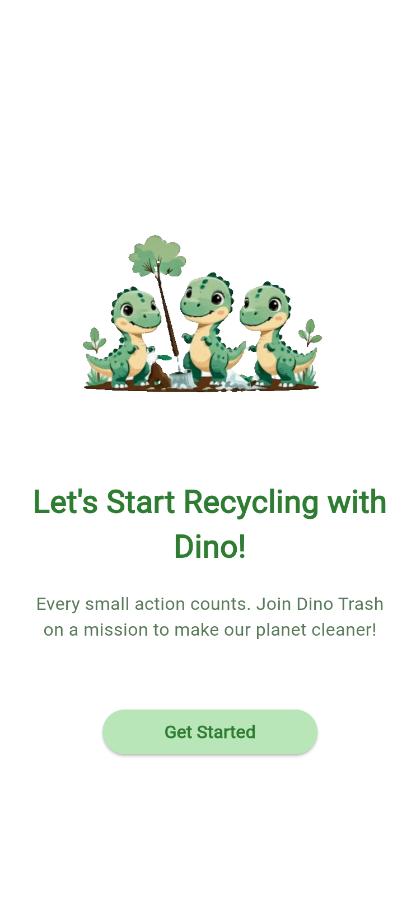 Let's Start Recycling with
Dino!
Every small action counts. Join Dino Trash
on a mission to make our planet cleaner!
Get Started